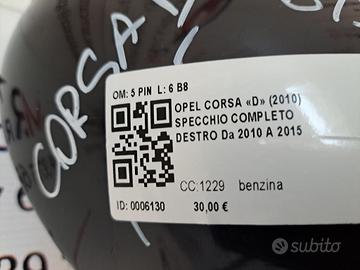 CORSA
OM: 5 PIN L: 6 B8
OPEL CORSA «D» (2010)
SPECCHIO COMPLETO
DESTRO Da 2010 A 2015
CC:1229 benzina
ID: 0006130 30,00 €
subito